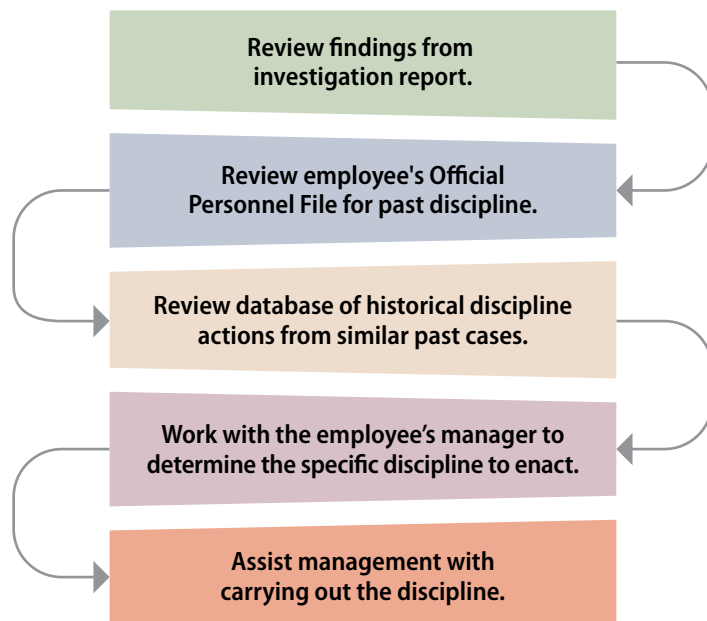 Review findings from
investigation report.
Review employee's Official
Personnel File for past discipline.
Review database of historical discipline
actions from similar past cases.
Work with the employee’s manager to
determine the specific discipline to enact.
Assist management with
carrying out the discipline.